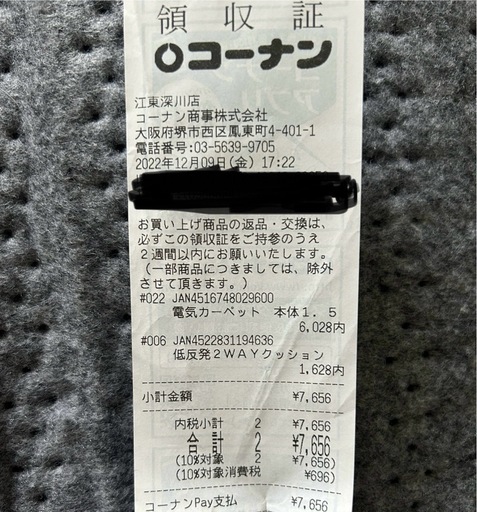 領収証
コーナン
江東深川店
コーナン商事株式会社
大阪府堺市西区鳳東町4-401-1
電話番号:03-5639-9705
2022年12月09日(金) 17:22
お買い上げ商品の返品・交換は、
必ずこの領収証をご持参のうえ
2週間以内にお願いいたします。
(一部商品につきましては、除外
させて頂きます。)
#022 JAN4516748029600
電気カーペット 本体1.5
6,028内
#006 JAN4522831194636
低反発2WAYクッション
1,628内
小計金額 ¥7,656
内税小計 2 ¥7,656
合計 2 ¥7,656
(10%対象 2 ¥7,656)
(10%対象消費税 ¥696)
コーナンPay支払 ¥7,656